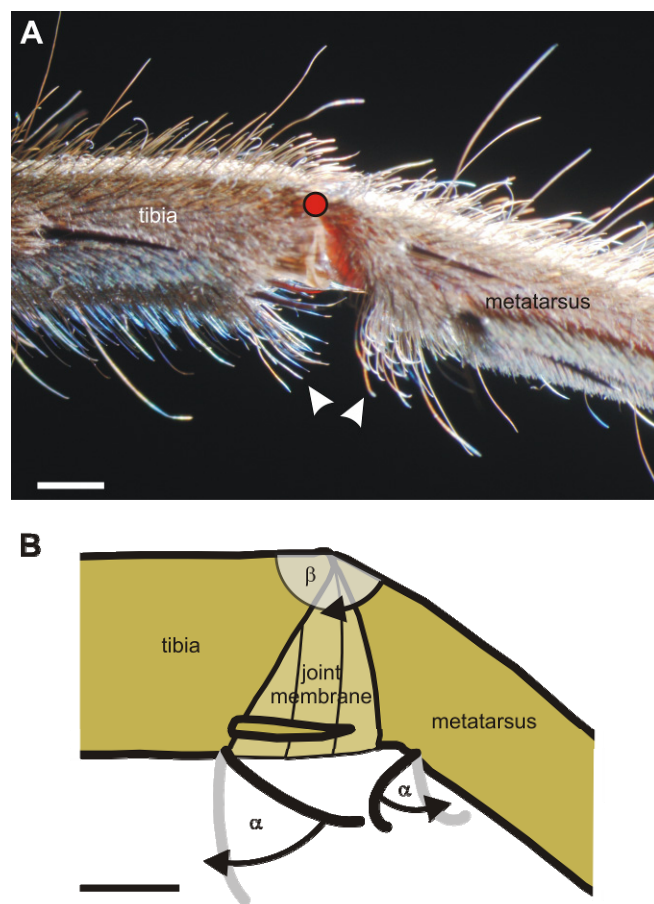 A
tibia
metatarsus
B
β
tibia
joint
membrane
metatarsus
α
α